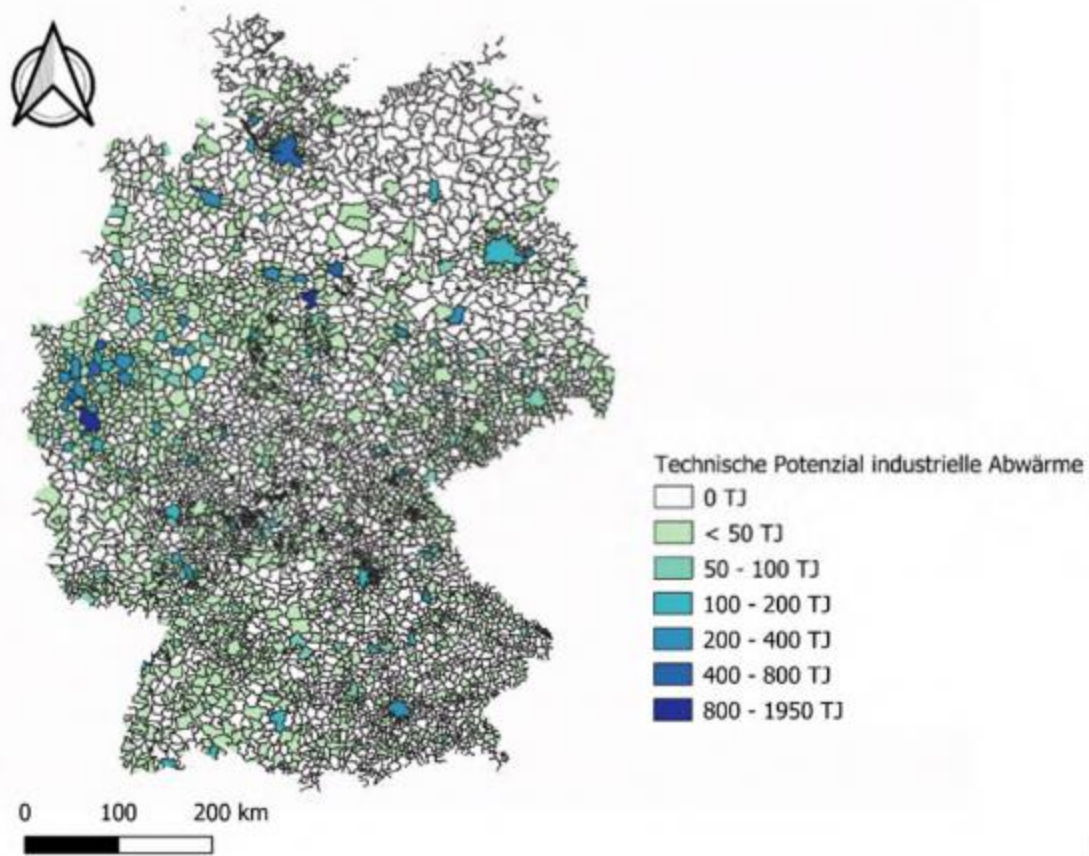 Technische Potenzial industrielle Abwärme
0 TJ
< 50 TJ
50 - 100 TJ
100 - 200 TJ
200 - 400 TJ
400 - 800 TJ
800 - 1950 TJ
0 100 200 km